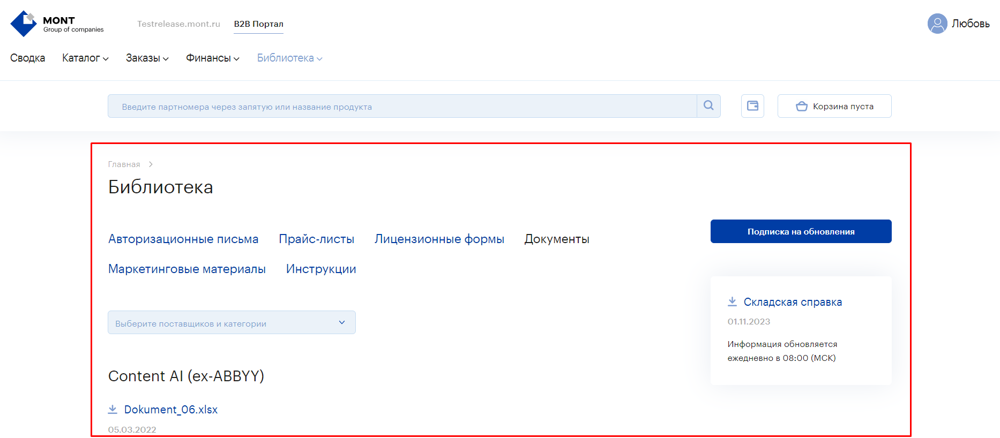 MONT
Group of companies
Testrelease.mont.ru
B2B Портал
Любовь
Сводка
Каталог
Заказы
Финансы
Библиотека
Введите партномера через запятую или название продукта
Корзина пуста
Главная
Библиотека
Авторизационные письма
Прайс-листы
Лицензионные формы
Документы
Маркетинговые материалы
Инструкции
Подписка на обновления
Складская справка
01.11.2023
Информация обновляется
ежедневно в 08:00 (МСК)
Выберите поставщиков и категории
Content AI (ex-ABBYY)
Dokument_06.xlsx
05.03.2022